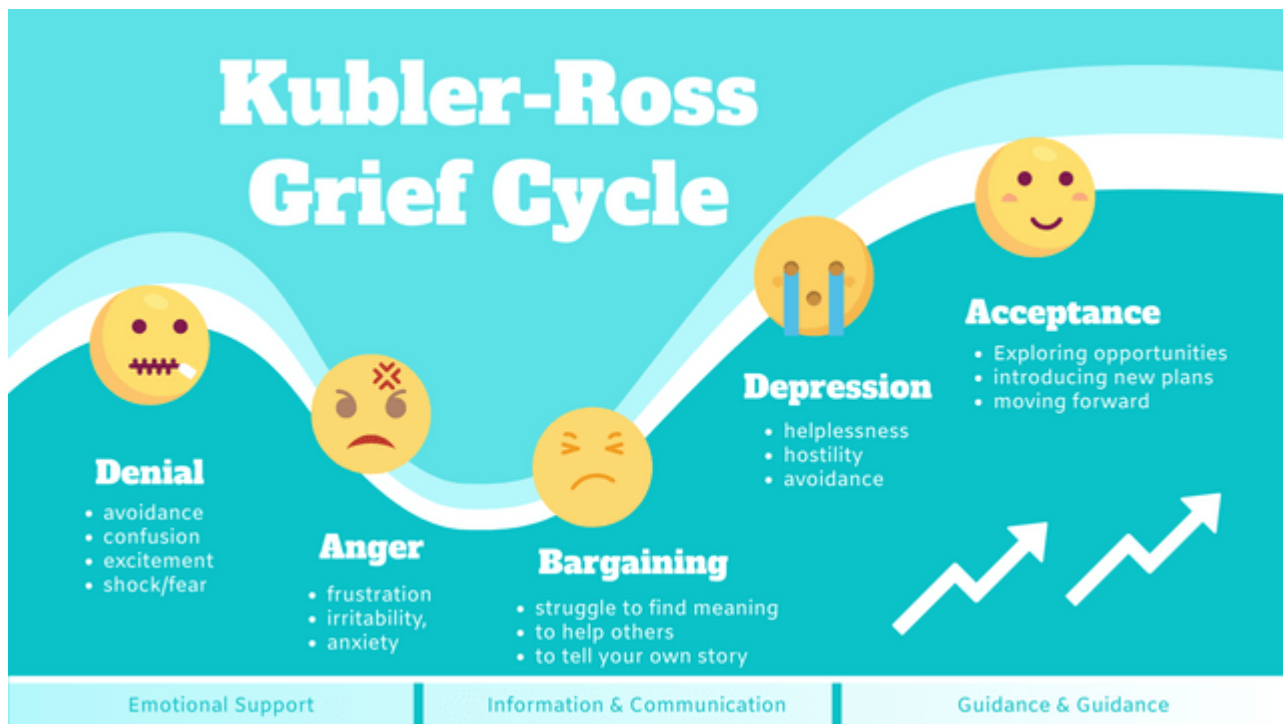 Kubler-Ross
Grief Cycle
Denial
• avoidance
• confusion
• excitement
• shock/fear
Anger
• frustration
• irritability,
• anxiety
Bargaining
• struggle to find meaning
• to help others
• to tell your own story
Depression
• helplessness
• hostility
• avoidance
Acceptance
• Exploring opportunities
• introducing new plans
• moving forward
Emotional Support
Information & Communication
Guidance & Guidance